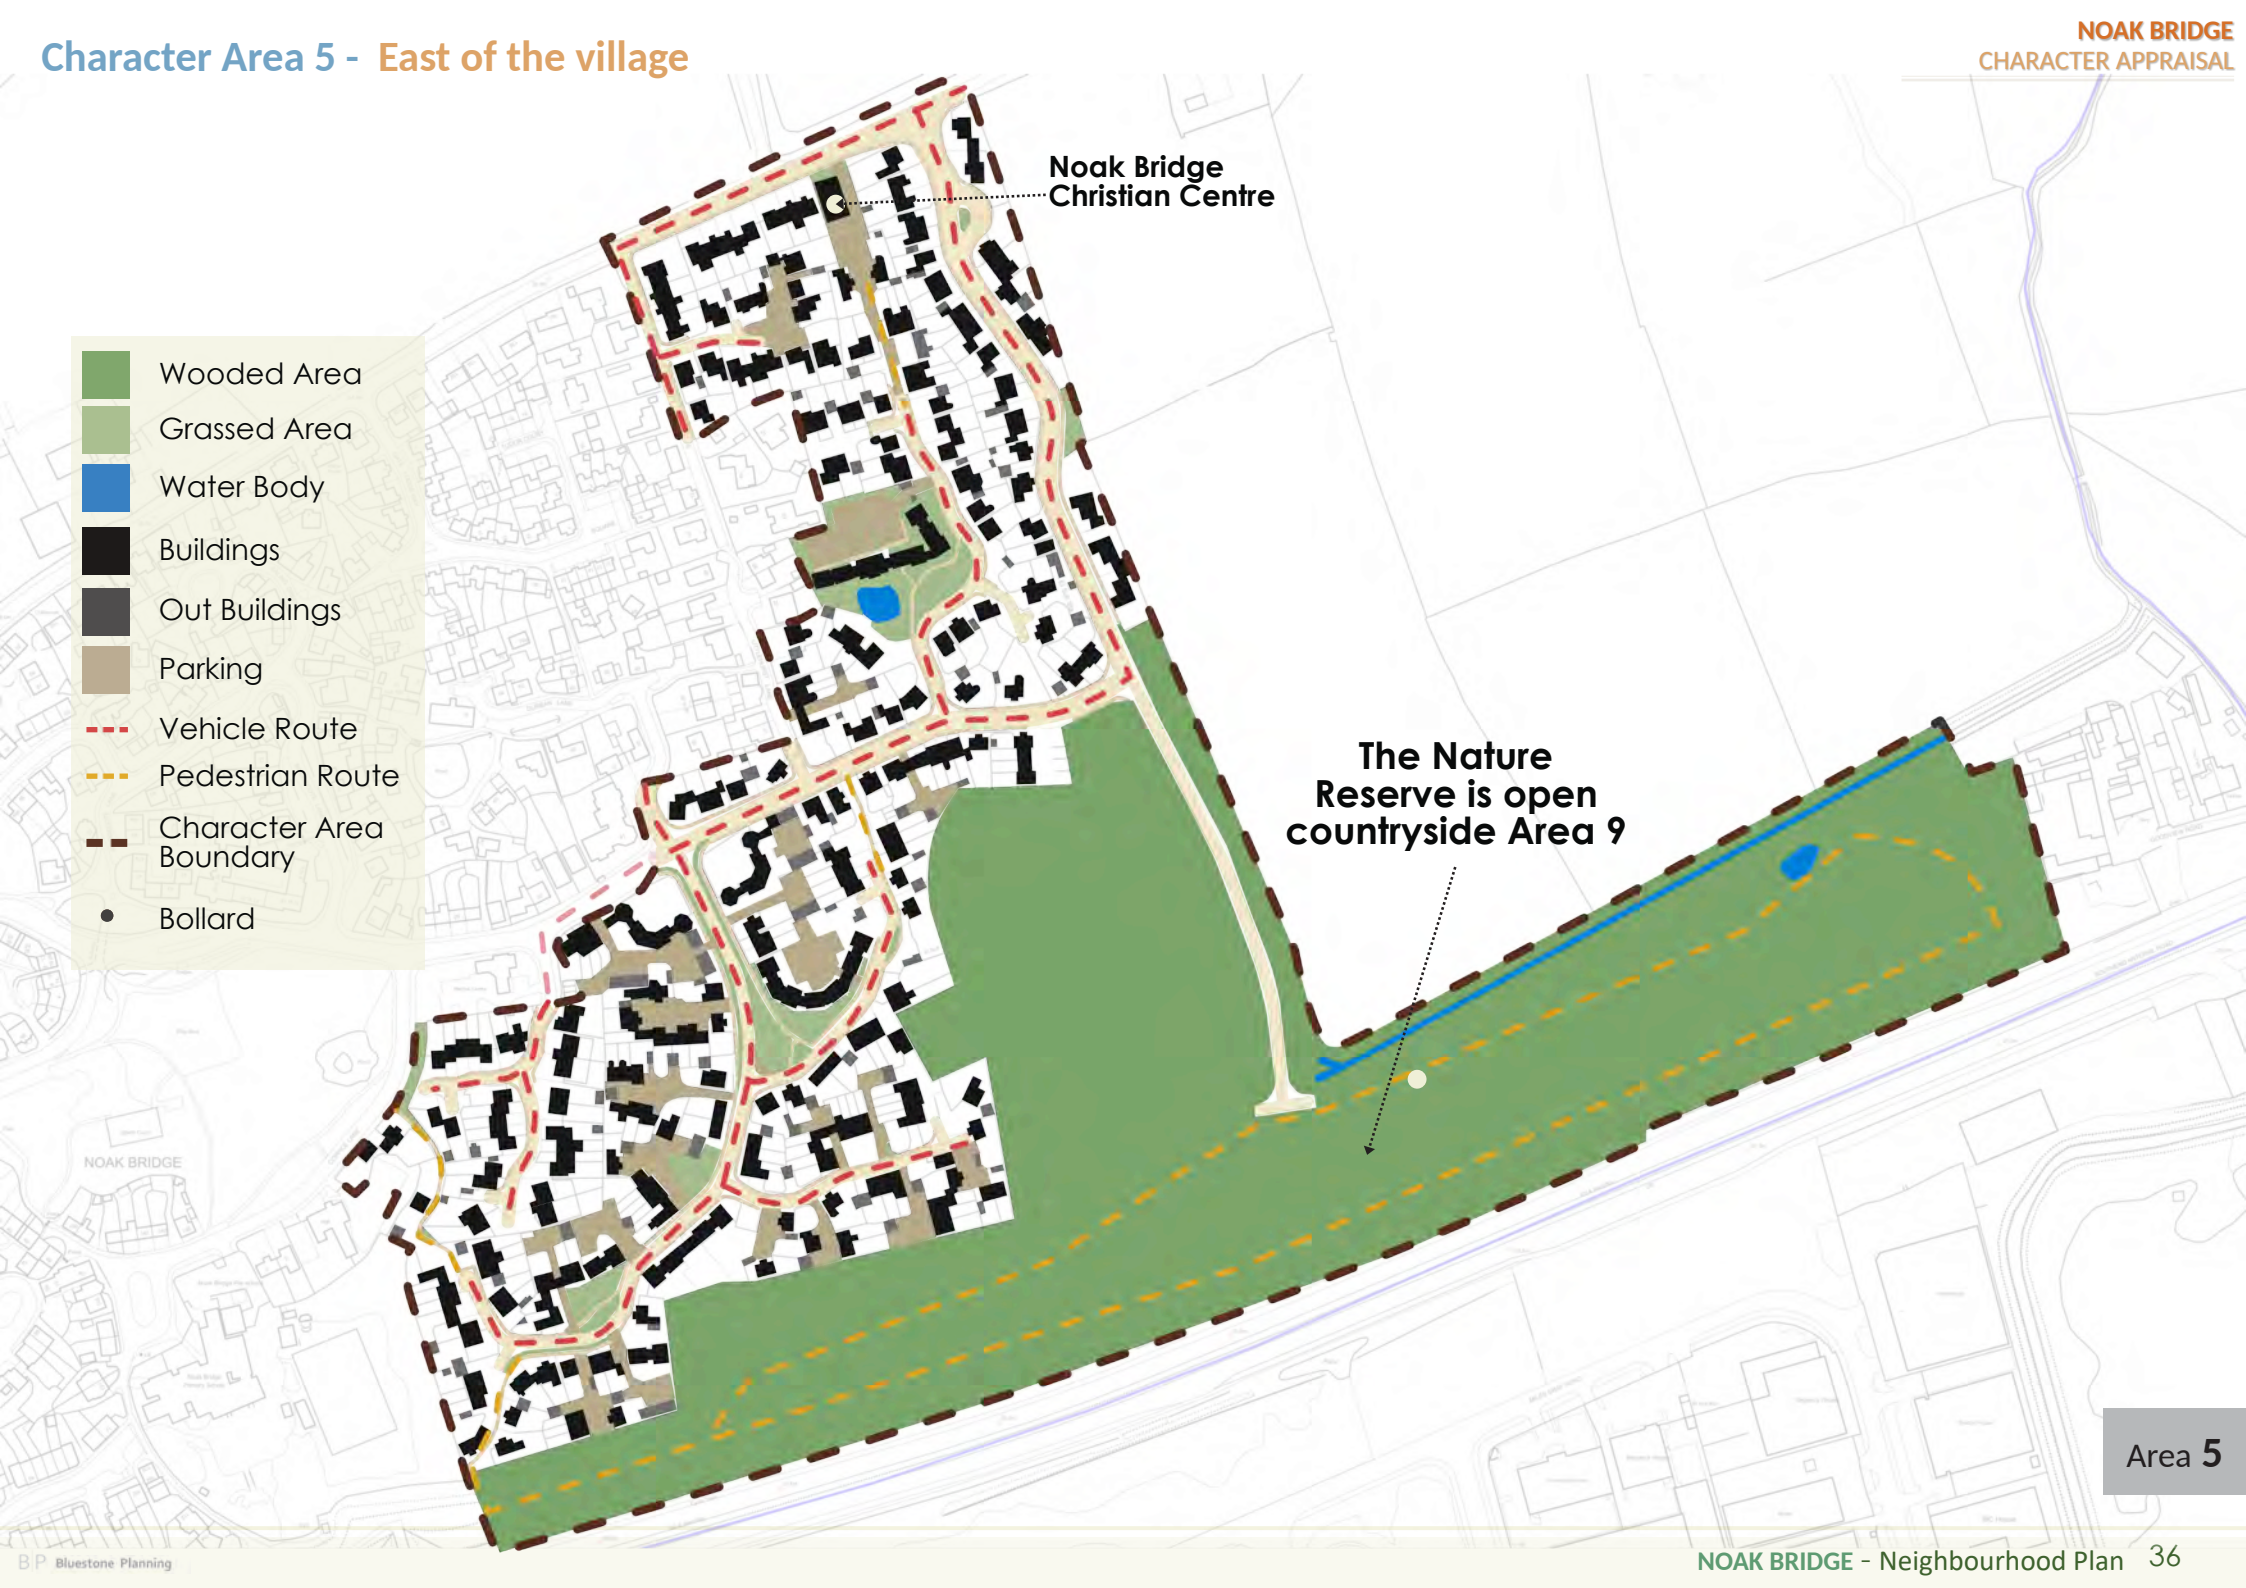 Character Area 5 - East of the village
NOAK BRIDGE
CHARACTER APPRAISAL
Noak Bridge
Christian Centre
Wooded Area
Grassed Area
Water Body
Buildings
Out Buildings
Parking
Vehicle Route
Pedestrian Route
Character Area
Boundary
Bollard
The Nature
Reserve is open
countryside Area 9
NOAK BRIDGE
Area 5
BP Bluestone Planning
NOAK BRIDGE - Neighbourhood Plan 36